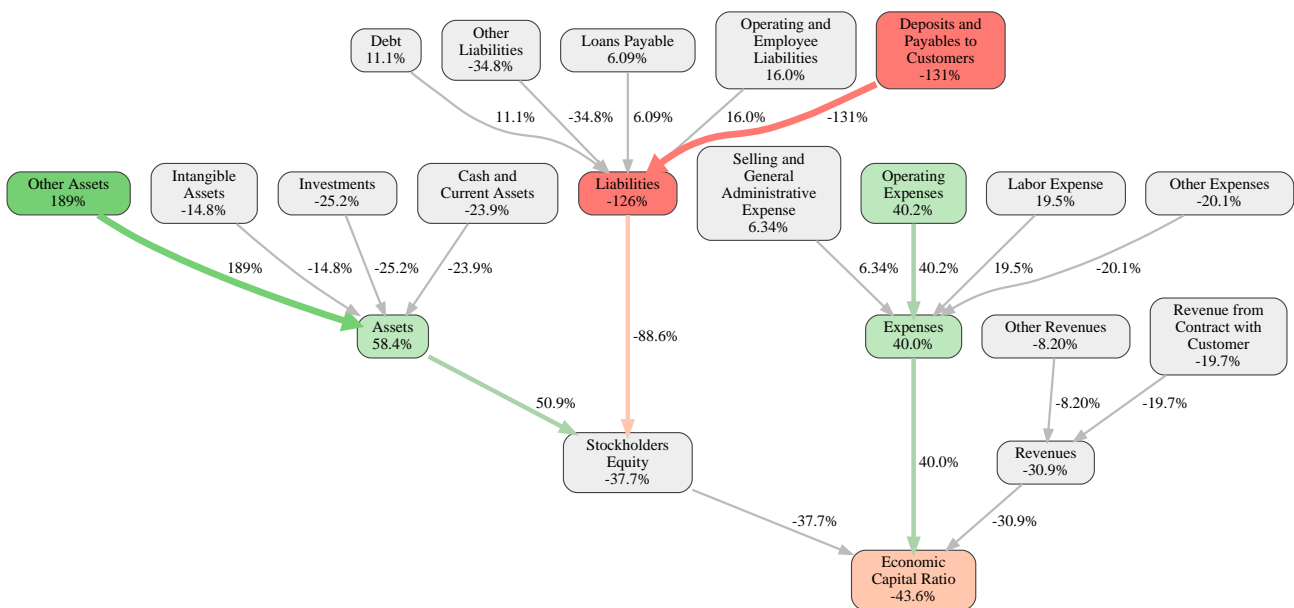 Debt
11.1%
Other
Liabilities
-34.8%
Loans Payable
6.09%
Operating and
Employee
Liabilities
16.0%
Deposits and
Payables to
Customers
-131%
11.1%
-34.8%
6.09%
16.0%
-131%
Other Assets
189%
Intangible
Assets
-14.8%
Investments
-25.2%
Cash and
Current Assets
-23.9%
Liabilities
-126%
Selling and
General
Administrative
Expense
6.34%
Operating
Expenses
40.2%
Labor Expense
19.5%
Other Expenses
-20.1%
189%
-14.8%
-25.2%
-23.9%
6.34%
40.2%
19.5%
-20.1%
Assets
58.4%
-88.6%
Expenses
40.0%
Other Revenues
-8.20%
Revenue from
Contract with
Customer
-19.7%
50.9%
-8.20%
-19.7%
Stockholders
Equity
-37.7%
40.0%
Revenues
-30.9%
-37.7%
-30.9%
Economic
Capital Ratio
-43.6%